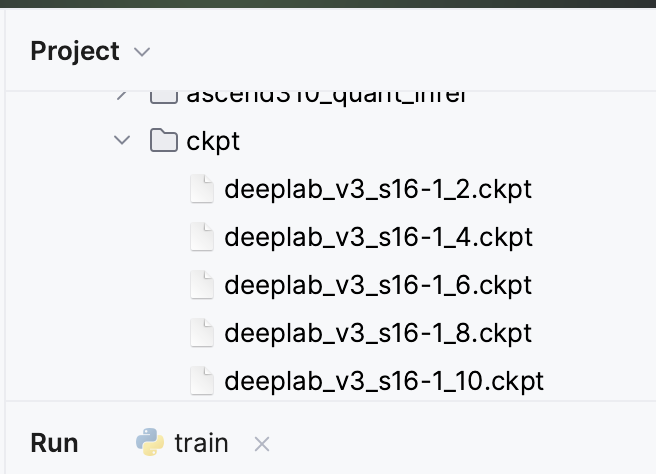 Project
ascend310_quant_infer
ckpt
deeplab_v3_s16-1_2.ckpt
deeplab_v3_s16-1_4.ckpt
deeplab_v3_s16-1_6.ckpt
deeplab_v3_s16-1_8.ckpt
deeplab_v3_s16-1_10.ckpt
Run train